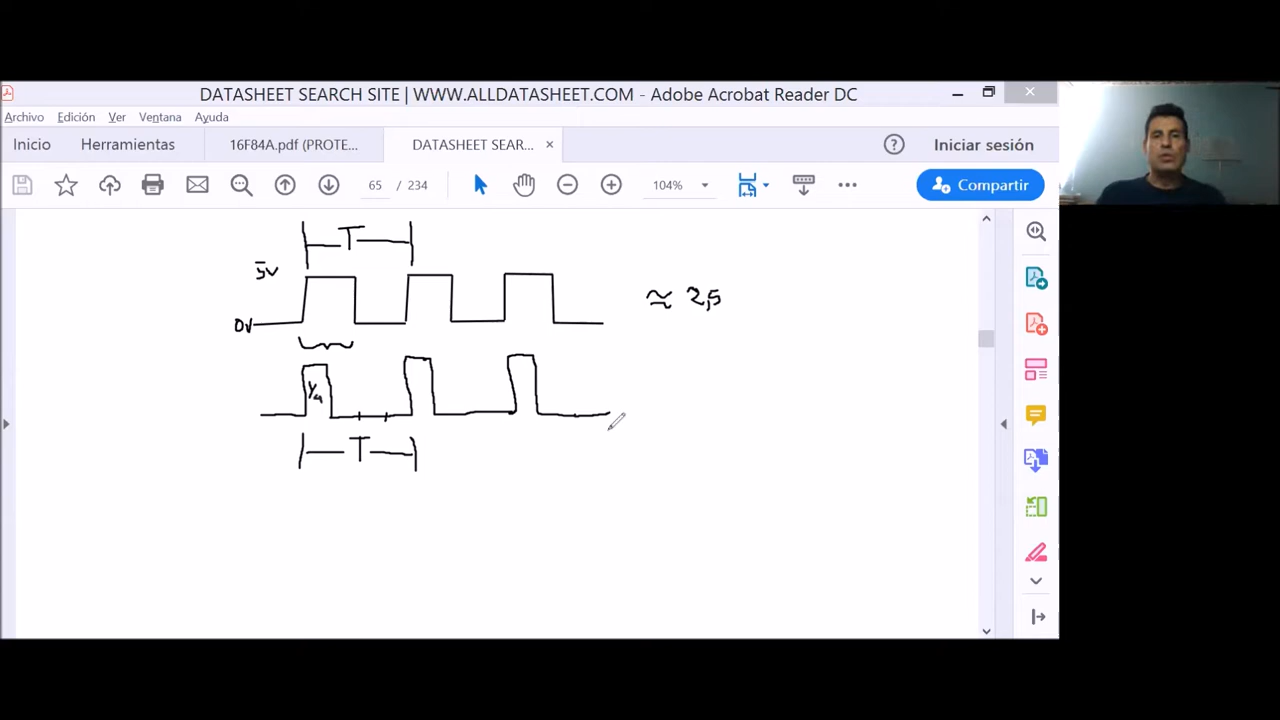 DATASHEET SEARCH SITE | WWW.ALLDATASHEET.COM - Adobe Acrobat Reader DC
Archivo Edición Ver Ventana Ayuda
Inicio Herramientas 16F84A.pdf (PROTE... DATASHEET SEAR... × ? Iniciar sesión
65 / 234 104% Compartir
T
5V
0V
≈ 2,5
1/4
T